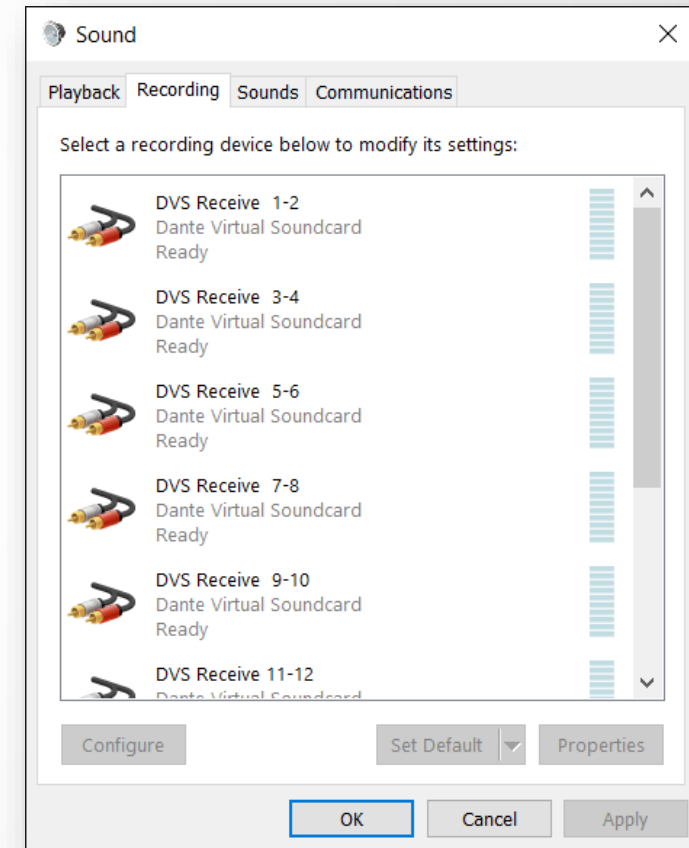 Sound
Playback Recording Sounds Communications
Select a recording device below to modify its settings:
DVS Receive  1-2
Dante Virtual Soundcard
Ready
DVS Receive  3-4
Dante Virtual Soundcard
Ready
DVS Receive  5-6
Dante Virtual Soundcard
Ready
DVS Receive  7-8
Dante Virtual Soundcard
Ready
DVS Receive  9-10
Dante Virtual Soundcard
Ready
DVS Receive 11-12
Dante Virtual Soundcard
Configure Set Default Properties
OK Cancel Apply